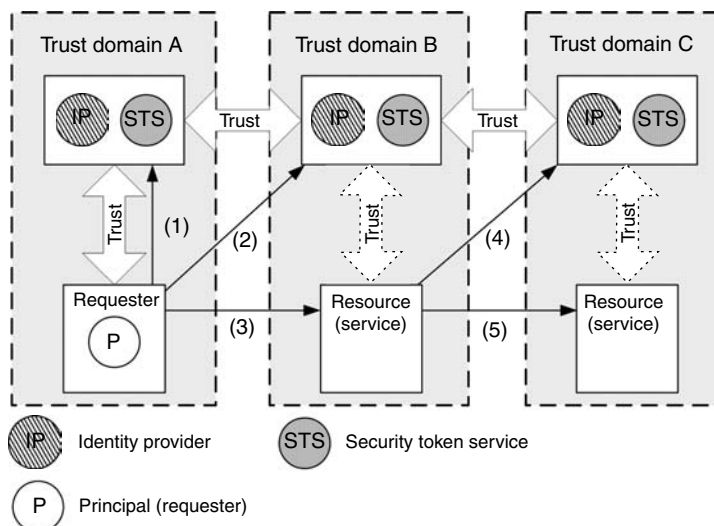 Trust domain A
Trust domain B
Trust domain C
IP
STS
Trust
IP
STS
Trust
IP
STS
Trust
(1)
(2)
Trust
(4)
Trust
Requester
P
(3)
Resource
(service)
(5)
Resource
(service)
IP
Identity provider
STS
Security token service
P
Principal (requester)